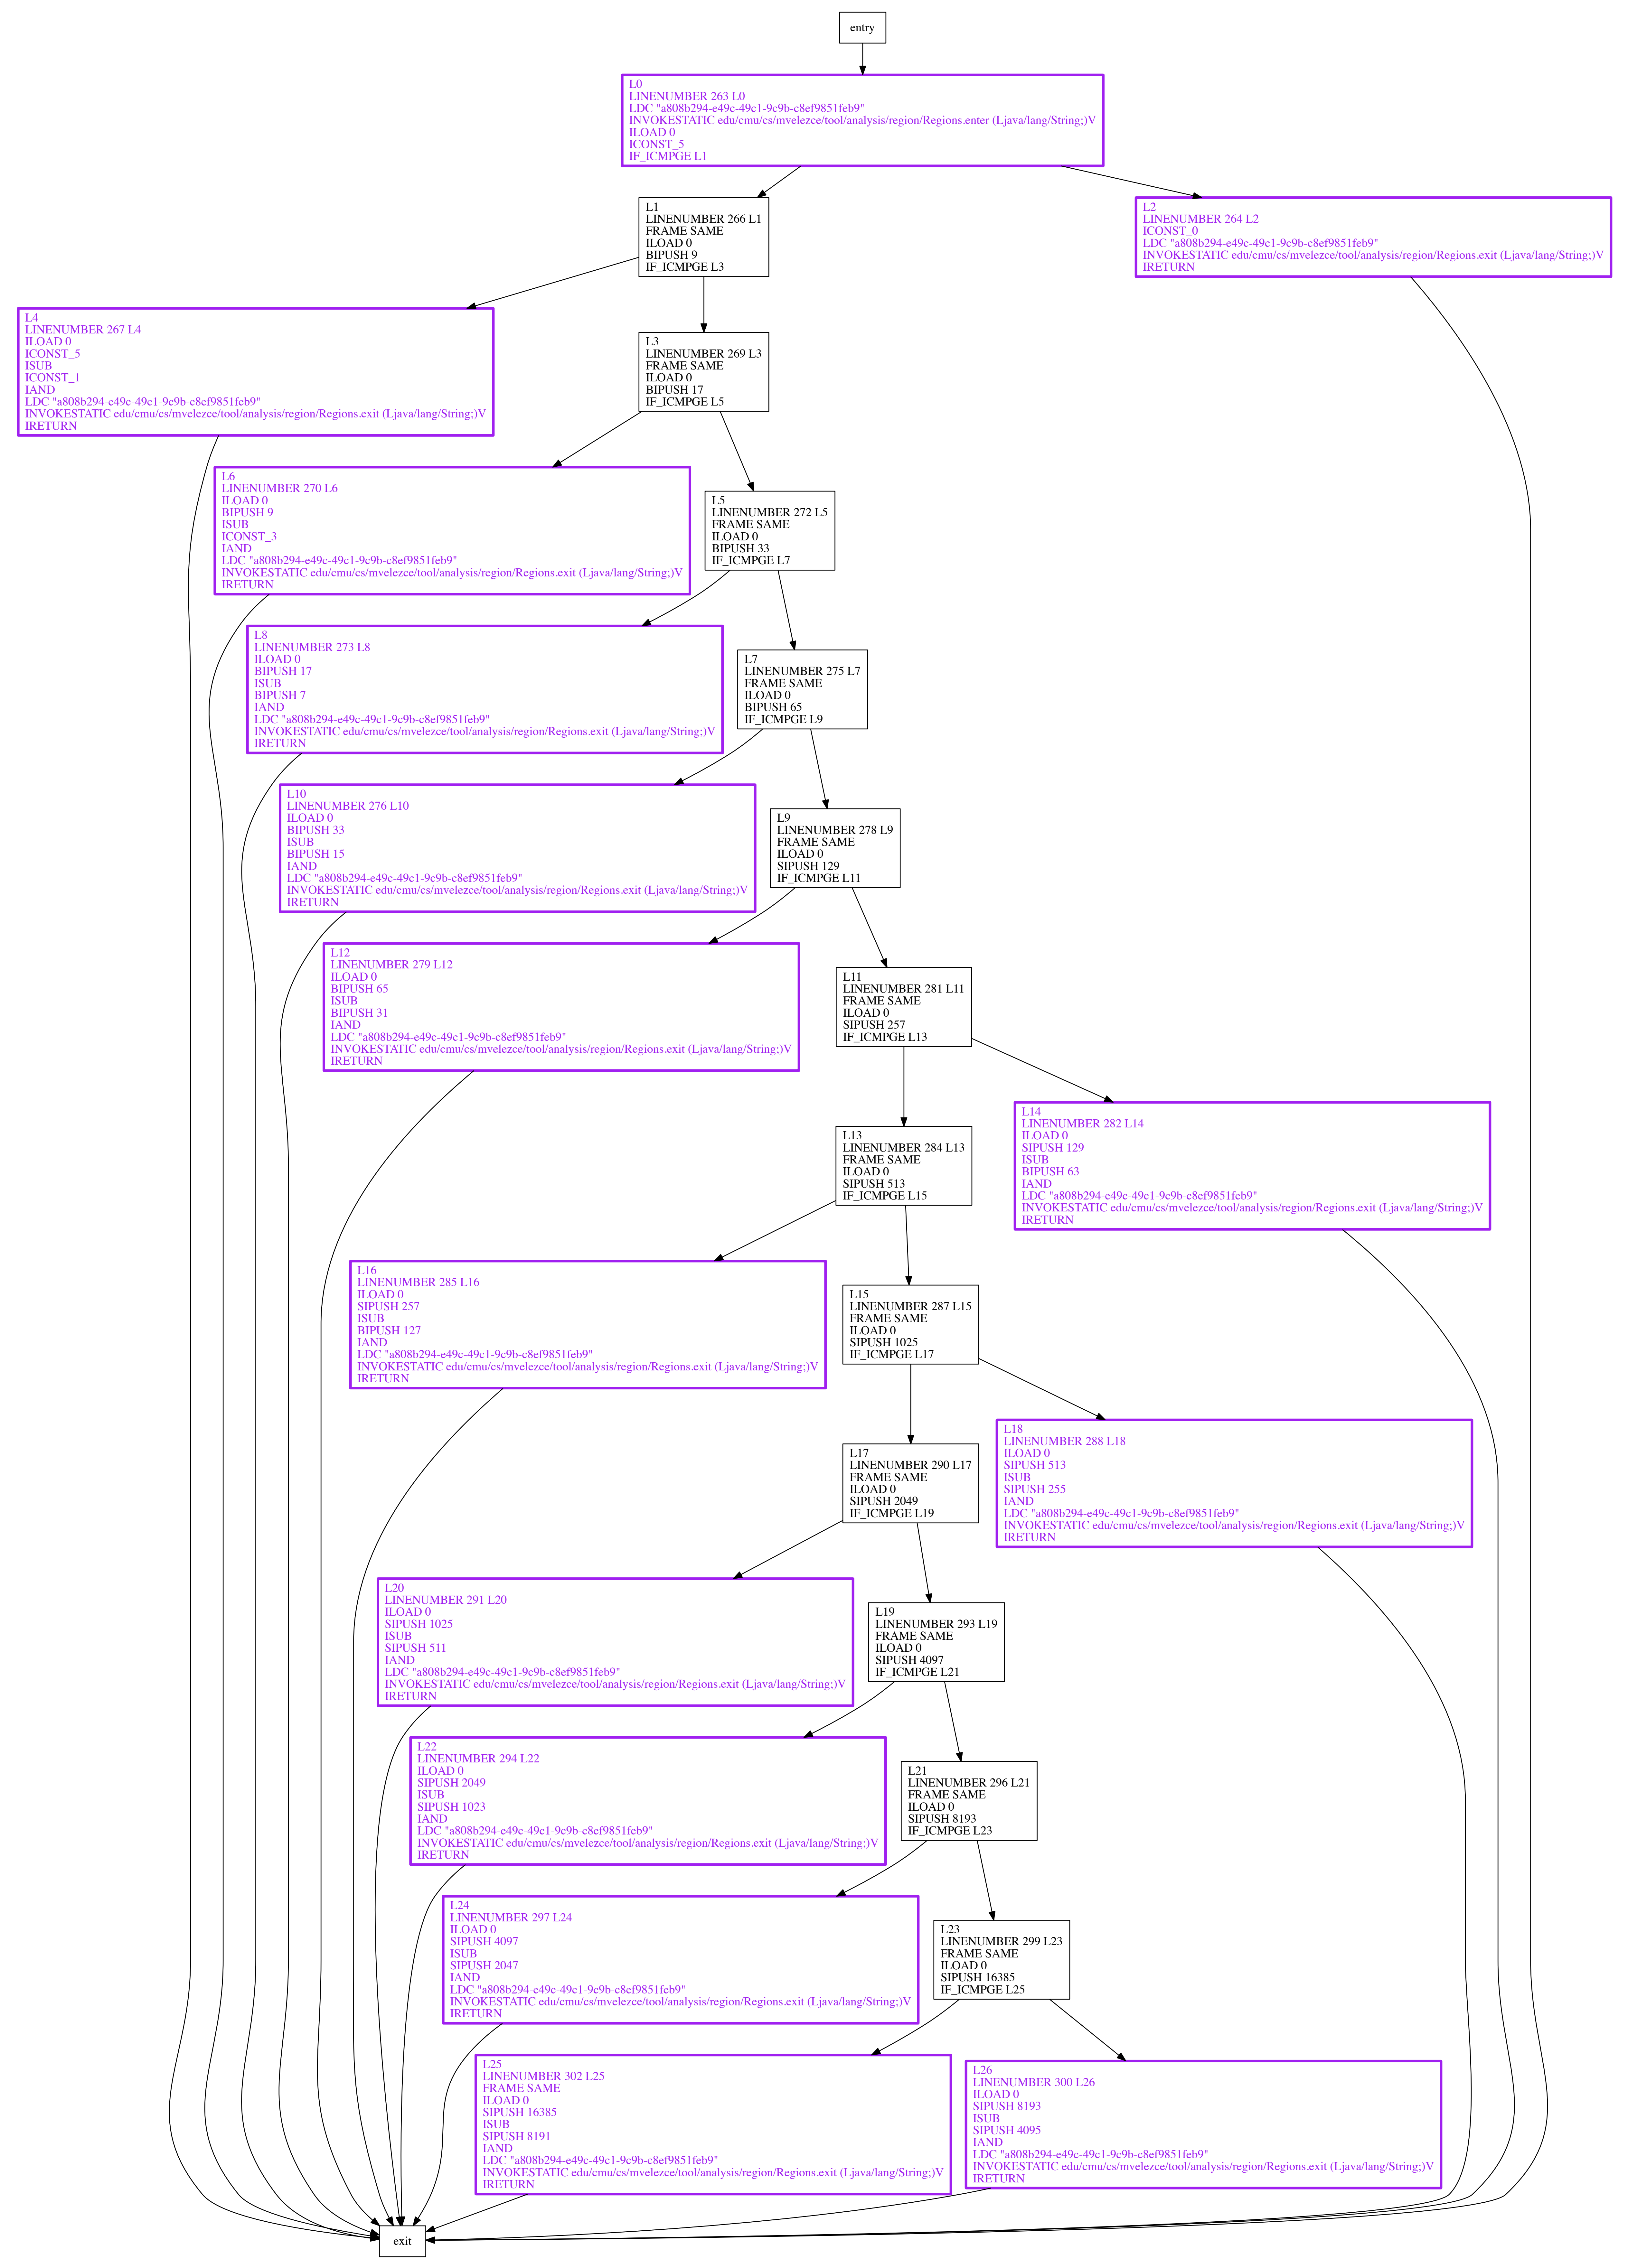 entry
L0
LINENUMBER 263 L0
LDC "a808b294-e49c-49c1-9c9b-c8ef9851feb9"
INVOKESTATIC edu/cmu/cs/mvelezce/tool/analysis/region/Regions.enter (Ljava/lang/String;)V
ILOAD 0
ICONST_5
IF_ICMPGE L1
L1
LINENUMBER 266 L1
FRAME SAME
ILOAD 0
BIPUSH 9
IF_ICMPGE L3
L2
LINENUMBER 264 L2
ICONST_0
LDC "a808b294-e49c-49c1-9c9b-c8ef9851feb9"
INVOKESTATIC edu/cmu/cs/mvelezce/tool/analysis/region/Regions.exit (Ljava/lang/String;)V
IRETURN
L4
LINENUMBER 267 L4
ILOAD 0
ICONST_5
ISUB
ICONST_1
IAND
LDC "a808b294-e49c-49c1-9c9b-c8ef9851feb9"
INVOKESTATIC edu/cmu/cs/mvelezce/tool/analysis/region/Regions.exit (Ljava/lang/String;)V
IRETURN
L3
LINENUMBER 269 L3
FRAME SAME
ILOAD 0
BIPUSH 17
IF_ICMPGE L5
L6
LINENUMBER 270 L6
ILOAD 0
BIPUSH 9
ISUB
ICONST_3
IAND
LDC "a808b294-e49c-49c1-9c9b-c8ef9851feb9"
INVOKESTATIC edu/cmu/cs/mvelezce/tool/analysis/region/Regions.exit (Ljava/lang/String;)V
IRETURN
L5
LINENUMBER 272 L5
FRAME SAME
ILOAD 0
BIPUSH 33
IF_ICMPGE L7
L8
LINENUMBER 273 L8
ILOAD 0
BIPUSH 17
ISUB
BIPUSH 7
IAND
LDC "a808b294-e49c-49c1-9c9b-c8ef9851feb9"
INVOKESTATIC edu/cmu/cs/mvelezce/tool/analysis/region/Regions.exit (Ljava/lang/String;)V
IRETURN
L7
LINENUMBER 275 L7
FRAME SAME
ILOAD 0
BIPUSH 65
IF_ICMPGE L9
L10
LINENUMBER 276 L10
ILOAD 0
BIPUSH 33
ISUB
BIPUSH 15
IAND
LDC "a808b294-e49c-49c1-9c9b-c8ef9851feb9"
INVOKESTATIC edu/cmu/cs/mvelezce/tool/analysis/region/Regions.exit (Ljava/lang/String;)V
IRETURN
L9
LINENUMBER 278 L9
FRAME SAME
ILOAD 0
SIPUSH 129
IF_ICMPGE L11
L12
LINENUMBER 279 L12
ILOAD 0
BIPUSH 65
ISUB
BIPUSH 31
IAND
LDC "a808b294-e49c-49c1-9c9b-c8ef9851feb9"
INVOKESTATIC edu/cmu/cs/mvelezce/tool/analysis/region/Regions.exit (Ljava/lang/String;)V
IRETURN
L11
LINENUMBER 281 L11
FRAME SAME
ILOAD 0
SIPUSH 257
IF_ICMPGE L13
L14
LINENUMBER 282 L14
ILOAD 0
SIPUSH 129
ISUB
BIPUSH 63
IAND
LDC "a808b294-e49c-49c1-9c9b-c8ef9851feb9"
INVOKESTATIC edu/cmu/cs/mvelezce/tool/analysis/region/Regions.exit (Ljava/lang/String;)V
IRETURN
L13
LINENUMBER 284 L13
FRAME SAME
ILOAD 0
SIPUSH 513
IF_ICMPGE L15
L16
LINENUMBER 285 L16
ILOAD 0
SIPUSH 257
ISUB
BIPUSH 127
IAND
LDC "a808b294-e49c-49c1-9c9b-c8ef9851feb9"
INVOKESTATIC edu/cmu/cs/mvelezce/tool/analysis/region/Regions.exit (Ljava/lang/String;)V
IRETURN
L15
LINENUMBER 287 L15
FRAME SAME
ILOAD 0
SIPUSH 1025
IF_ICMPGE L17
L18
LINENUMBER 288 L18
ILOAD 0
SIPUSH 513
ISUB
SIPUSH 255
IAND
LDC "a808b294-e49c-49c1-9c9b-c8ef9851feb9"
INVOKESTATIC edu/cmu/cs/mvelezce/tool/analysis/region/Regions.exit (Ljava/lang/String;)V
IRETURN
L17
LINENUMBER 290 L17
FRAME SAME
ILOAD 0
SIPUSH 2049
IF_ICMPGE L19
L20
LINENUMBER 291 L20
ILOAD 0
SIPUSH 1025
ISUB
SIPUSH 511
IAND
LDC "a808b294-e49c-49c1-9c9b-c8ef9851feb9"
INVOKESTATIC edu/cmu/cs/mvelezce/tool/analysis/region/Regions.exit (Ljava/lang/String;)V
IRETURN
L19
LINENUMBER 293 L19
FRAME SAME
ILOAD 0
SIPUSH 4097
IF_ICMPGE L21
L22
LINENUMBER 294 L22
ILOAD 0
SIPUSH 2049
ISUB
SIPUSH 1023
IAND
LDC "a808b294-e49c-49c1-9c9b-c8ef9851feb9"
INVOKESTATIC edu/cmu/cs/mvelezce/tool/analysis/region/Regions.exit (Ljava/lang/String;)V
IRETURN
L21
LINENUMBER 296 L21
FRAME SAME
ILOAD 0
SIPUSH 8193
IF_ICMPGE L23
L24
LINENUMBER 297 L24
ILOAD 0
SIPUSH 4097
ISUB
SIPUSH 2047
IAND
LDC "a808b294-e49c-49c1-9c9b-c8ef9851feb9"
INVOKESTATIC edu/cmu/cs/mvelezce/tool/analysis/region/Regions.exit (Ljava/lang/String;)V
IRETURN
L23
LINENUMBER 299 L23
FRAME SAME
ILOAD 0
SIPUSH 16385
IF_ICMPGE L25
L25
LINENUMBER 302 L25
FRAME SAME
ILOAD 0
SIPUSH 16385
ISUB
SIPUSH 8191
IAND
LDC "a808b294-e49c-49c1-9c9b-c8ef9851feb9"
INVOKESTATIC edu/cmu/cs/mvelezce/tool/analysis/region/Regions.exit (Ljava/lang/String;)V
IRETURN
L26
LINENUMBER 300 L26
ILOAD 0
SIPUSH 8193
ISUB
SIPUSH 4095
IAND
LDC "a808b294-e49c-49c1-9c9b-c8ef9851feb9"
INVOKESTATIC edu/cmu/cs/mvelezce/tool/analysis/region/Regions.exit (Ljava/lang/String;)V
IRETURN
exit